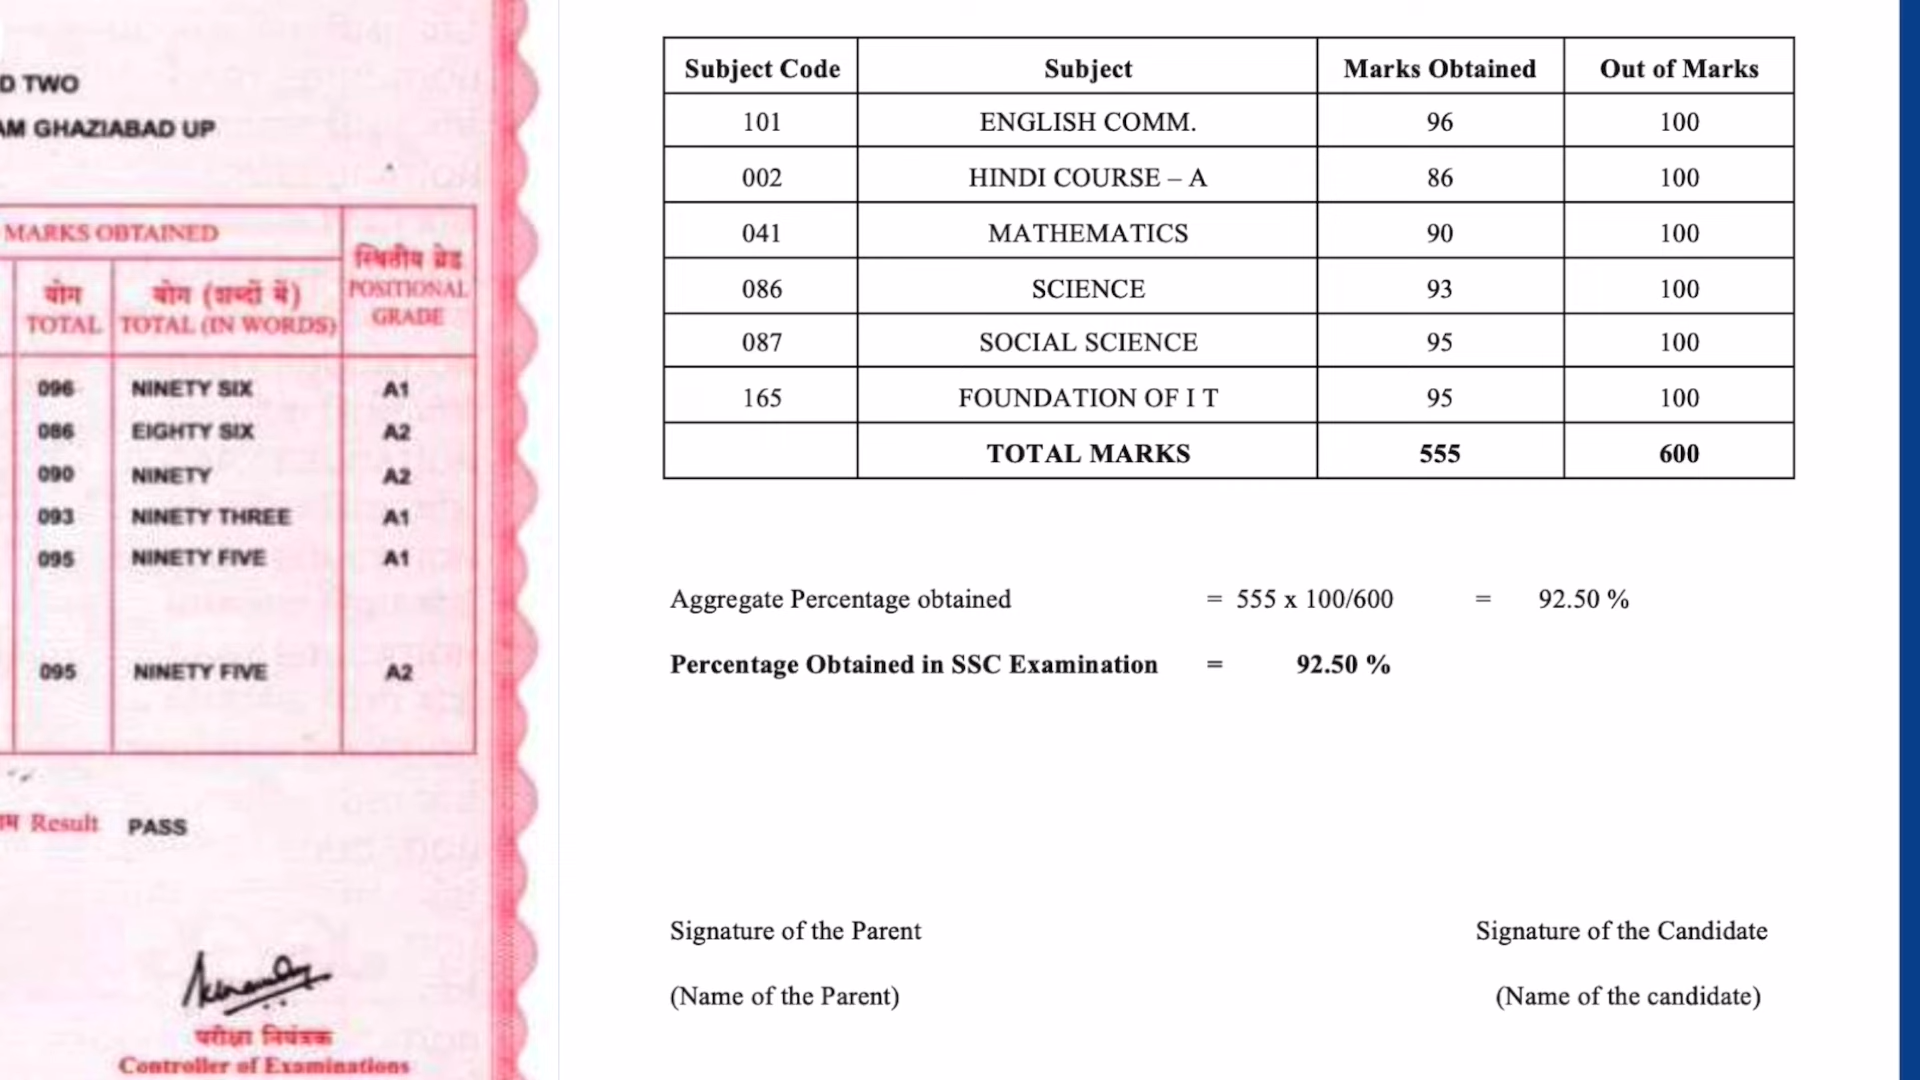 D TWO
AM GHAZIABAD UP
MARKS OBTAINED
स्थितीय ग्रेड
POSITIONAL
GRADE
योग
TOTAL
योग (शब्दों में)
TOTAL (IN WORDS)
096 NINETY SIX A1
086 EIGHTY SIX A2
090 NINETY A2
093 NINETY THREE A1
095 NINETY FIVE A1
095 NINETY FIVE A2
Result PASS
परीक्षा नियंत्रक
Controller of Examinations
Subject Code Subject Marks Obtained Out of Marks
101 ENGLISH COMM. 96 100
002 HINDI COURSE – A 86 100
041 MATHEMATICS 90 100
086 SCIENCE 93 100
087 SOCIAL SCIENCE 95 100
165 FOUNDATION OF I T 95 100
TOTAL MARKS 555 600
Aggregate Percentage obtained = 555 x 100/600 = 92.50 %
Percentage Obtained in SSC Examination = 92.50 %
Signature of the Parent Signature of the Candidate
(Name of the Parent) (Name of the candidate)